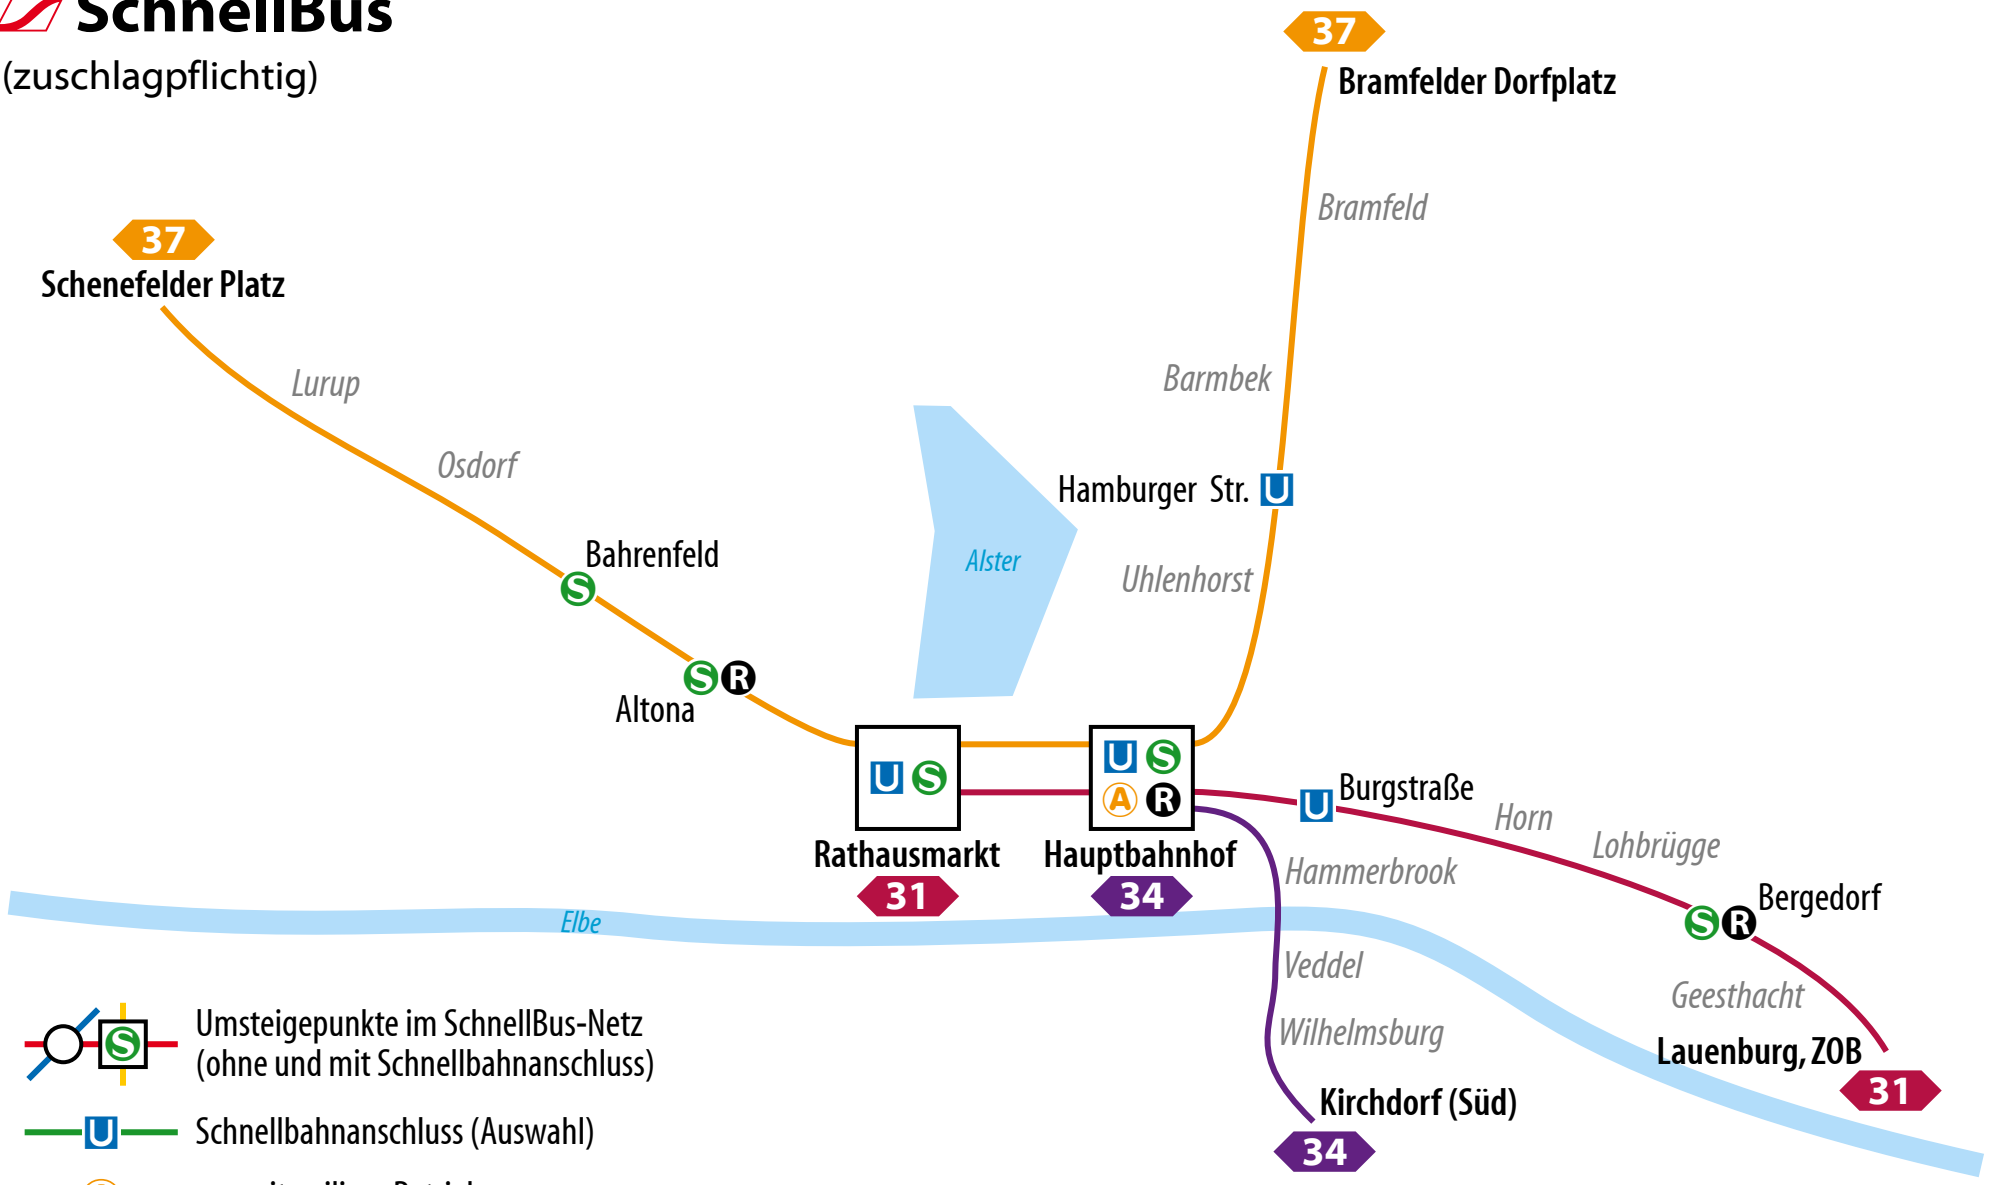 SchnellBus
(zuschlagpflichtig)
37
Bramfelder Dorfplatz
Bramfeld
37
Schenefelder Platz
Lurup
Barmbek
Osdorf
Hamburger Str. U
Bahrenfeld
S
Alster
Uhlenhorst
S R
Altona
U S
U S
A R
Burgstraße
U
Horn
Lohbrügge
Rathausmarkt
31
Hauptbahnhof
34
Hammerbrook
Bergedorf
S R
Elbe
Veddel
Geesthacht
Wilhelmsburg
Lauenburg, ZOB
31
Kirchdorf (Süd)
34
S
Umsteigepunkte im SchnellBus-Netz
(ohne und mit Schnellbahnanschluss)
U
Schnellbahnanschluss (Auswahl)